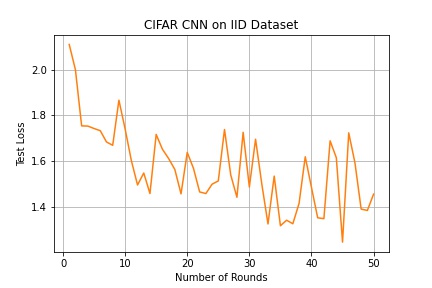 CIFAR CNN on IID Dataset
2.0
1.8
1.6
1.4
Test Loss
0 10 20 30 40 50
Number of Rounds